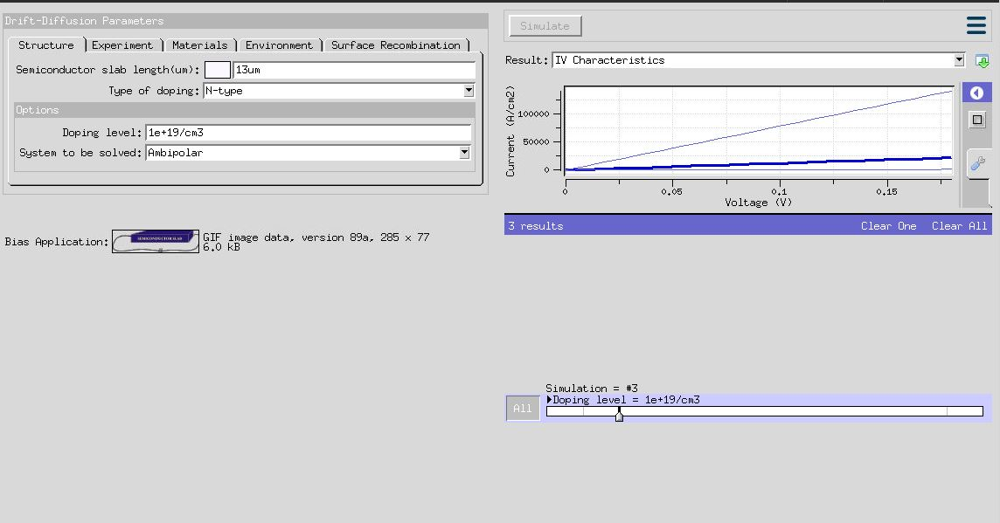 Drift-Diffusion Parameters
Structure Experiment Materials Environment Surface Recombination
Semiconductor slab length(um): 13um
Type of doping: N-type
Options
Doping level: 1e+19/cm3
System to be solved: Ambipolar
Bias Application: SEMICONDUCTOR SLAB GIF image data, version 89a, 285 x 77
6.0 kB
Simulate
Result: IV Characteristics
Current (A/cm2)
100000
50000
0
0 0.05 0.1 0.15
Voltage (V)
3 results Clear One Clear All
Simulation = #3
All Doping level = 1e+19/cm3